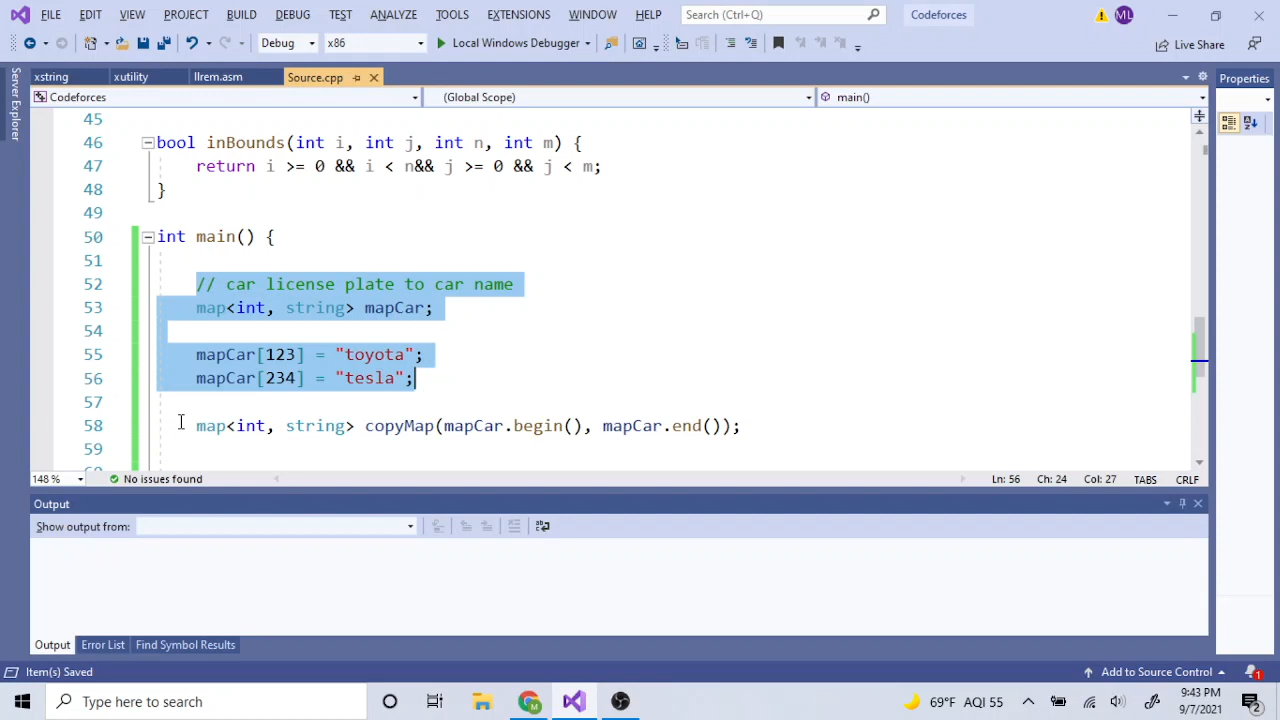 FILE EDIT VIEW PROJECT BUILD DEBUG TEST ANALYZE TOOLS EXTENSIONS WINDOW HELP Search (Ctrl+Q) Codeforces ML
Debug x86 Local Windows Debugger Live Share
xstring xutility llrem.asm Source.cpp Properties
Server Explorer
Codeforces (Global Scope) main()
45
46 bool inBounds(int i, int j, int n, int m) {
47 return i >= 0 && i < n&& j >= 0 && j < m;
48 }
49
50 int main() {
51
52 // car license plate to car name
53 map<int, string> mapCar;
54
55 mapCar[123] = "toyota";
56 mapCar[234] = "tesla";
57
58 map<int, string> copyMap(mapCar.begin(), mapCar.end());
59
148 % No issues found Ln: 56 Ch: 24 Col: 27 TABS CRLF
Output
Show output from:
Output Error List Find Symbol Results
Item(s) Saved Add to Source Control 1
Type here to search 69°F AQI 55 9:43 PM
9/7/2021 2